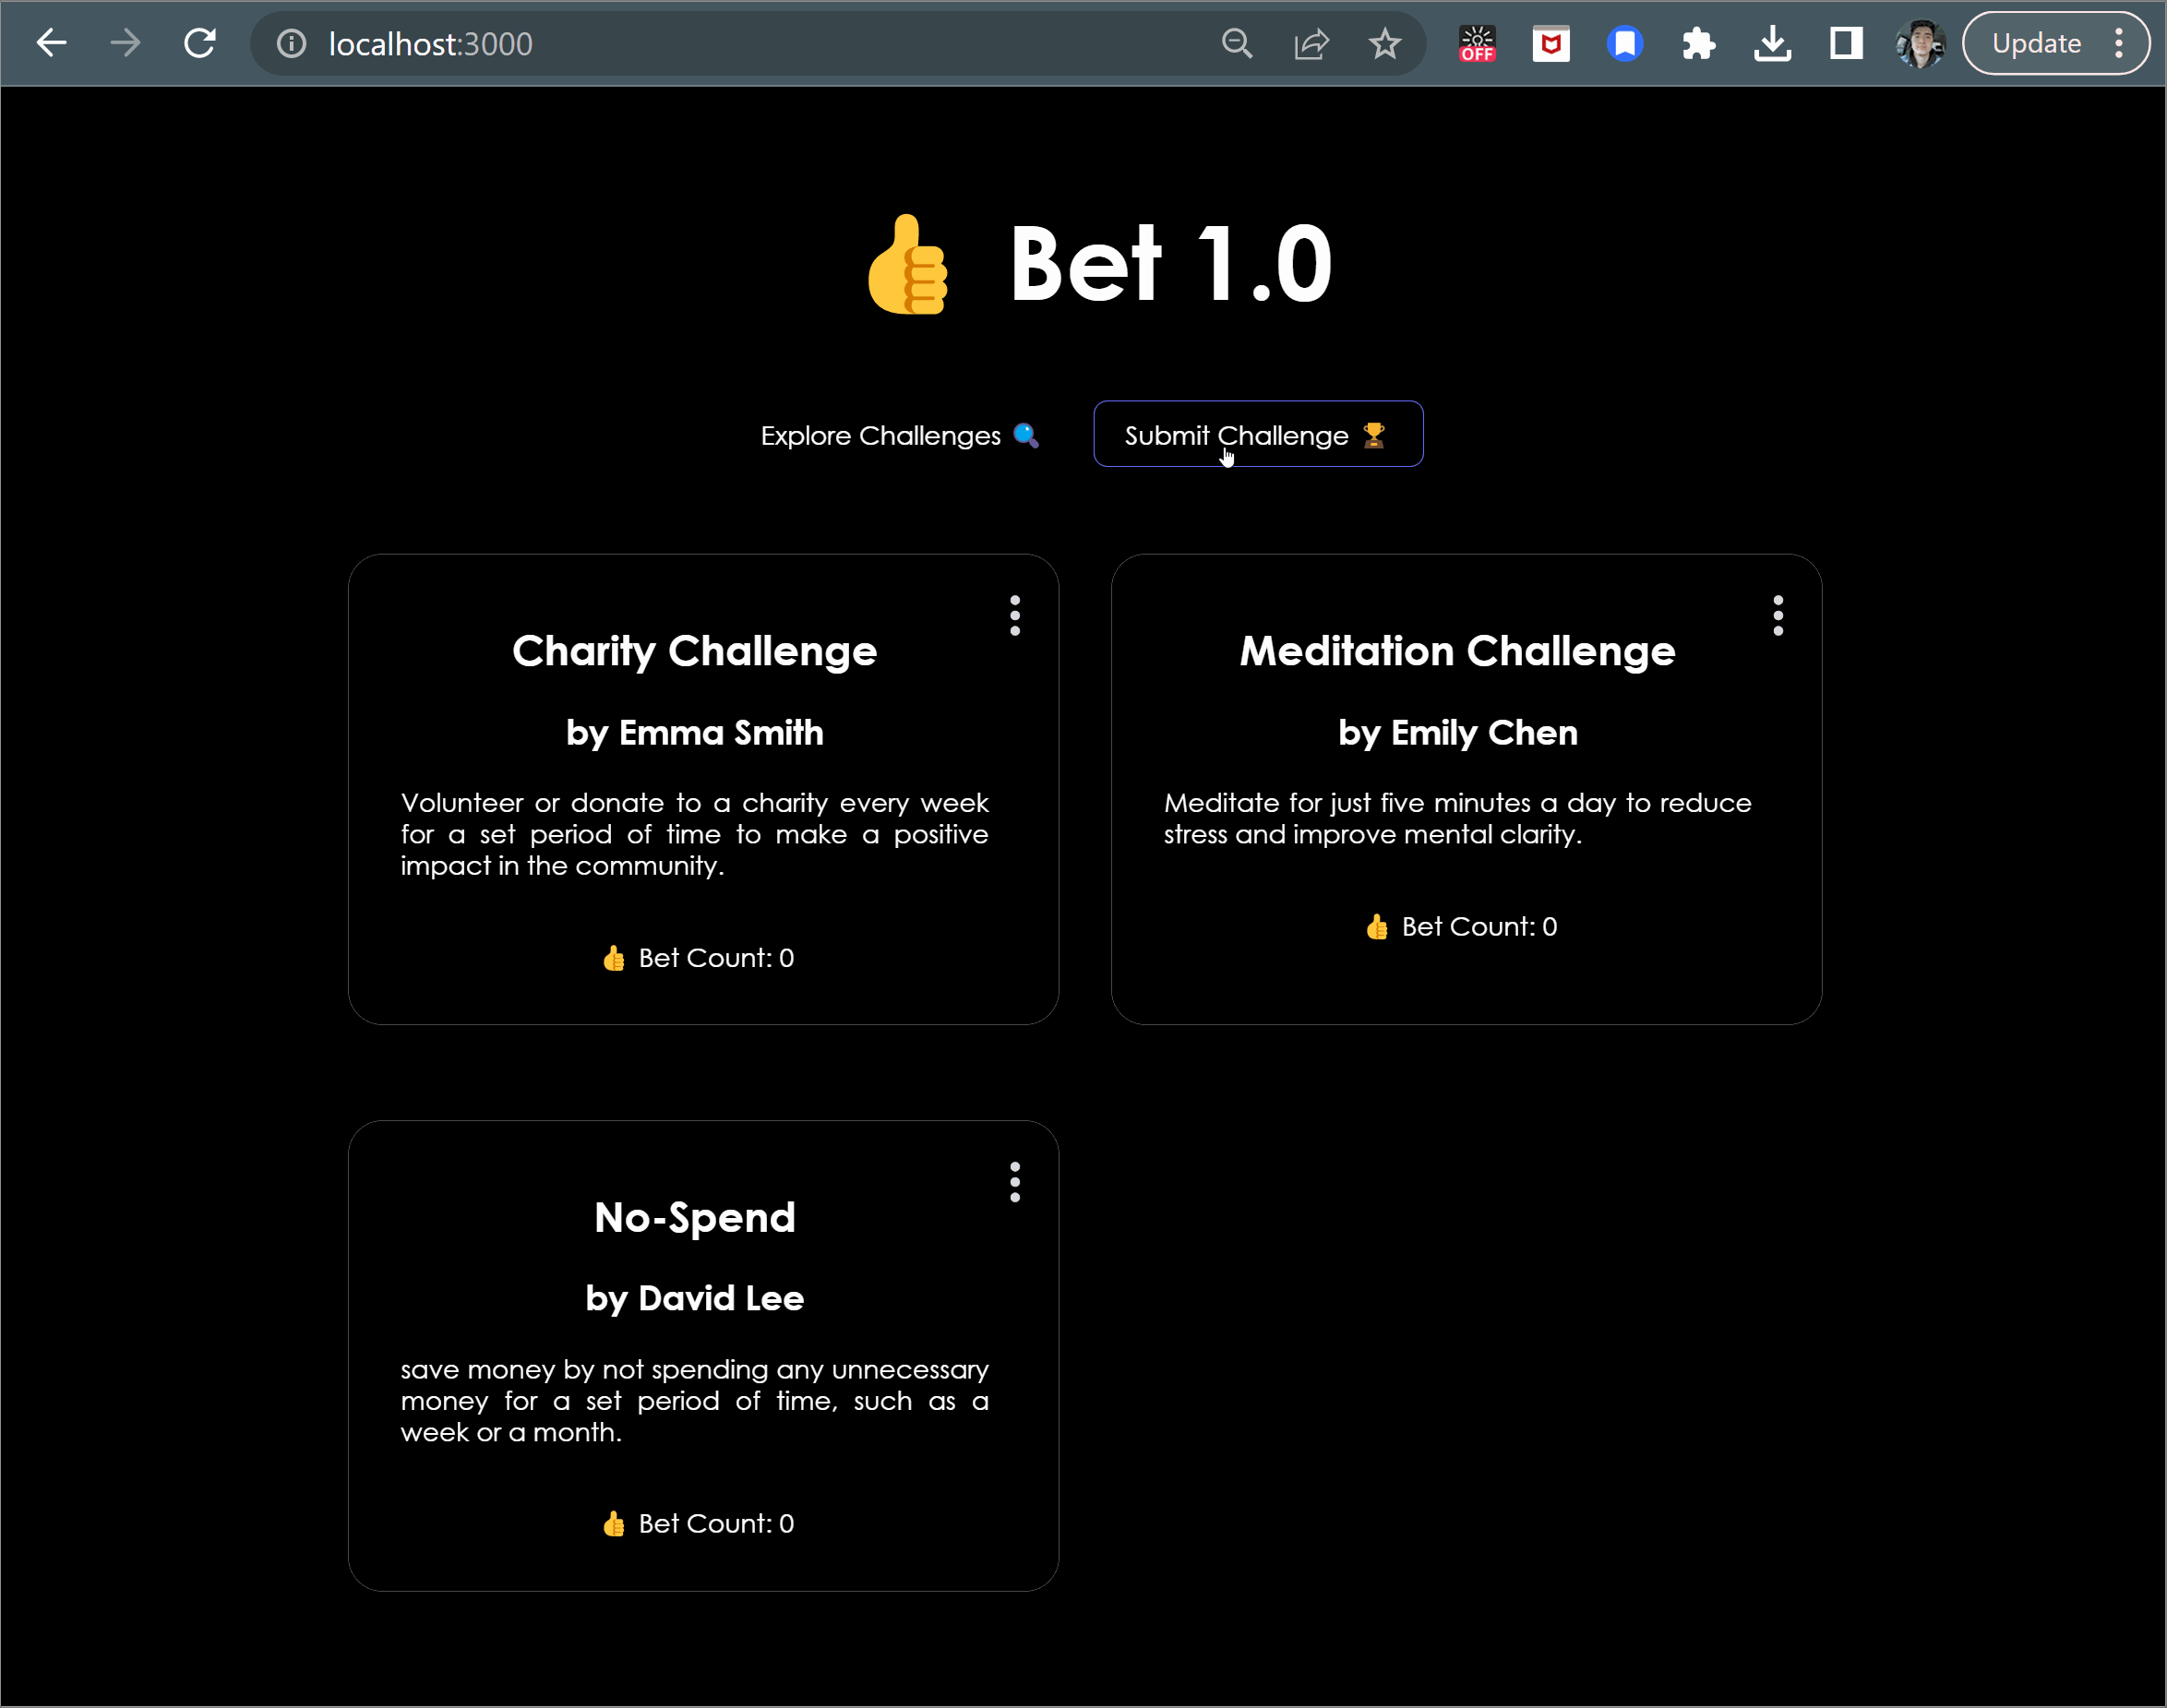 localhost:3000
OFF
Update
👍 Bet 1.0
Explore Challenges 🔍 Submit Challenge 🏆
Charity Challenge
by Emma Smith
Volunteer or donate to a charity every week
for a set period of time to make a positive
impact in the community.
👍 Bet Count: 0
Meditation Challenge
by Emily Chen
Meditate for just five minutes a day to reduce
stress and improve mental clarity.
👍 Bet Count: 0
No-Spend
by David Lee
save money by not spending any unnecessary
money for a set period of time, such as a
week or a month.
👍 Bet Count: 0